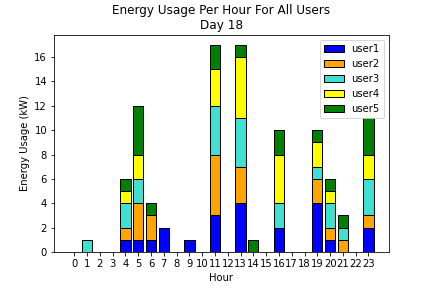 Energy Usage Per Hour For All Users
Day 18
user1
user2
user3
user4
user5
Energy Usage (kW)
16
14
12
10
8
6
4
2
0
0 1 2 3 4 5 6 7 8 9 10 11 12 13 14 15 16 17 18 19 20 21 22 23
Hour